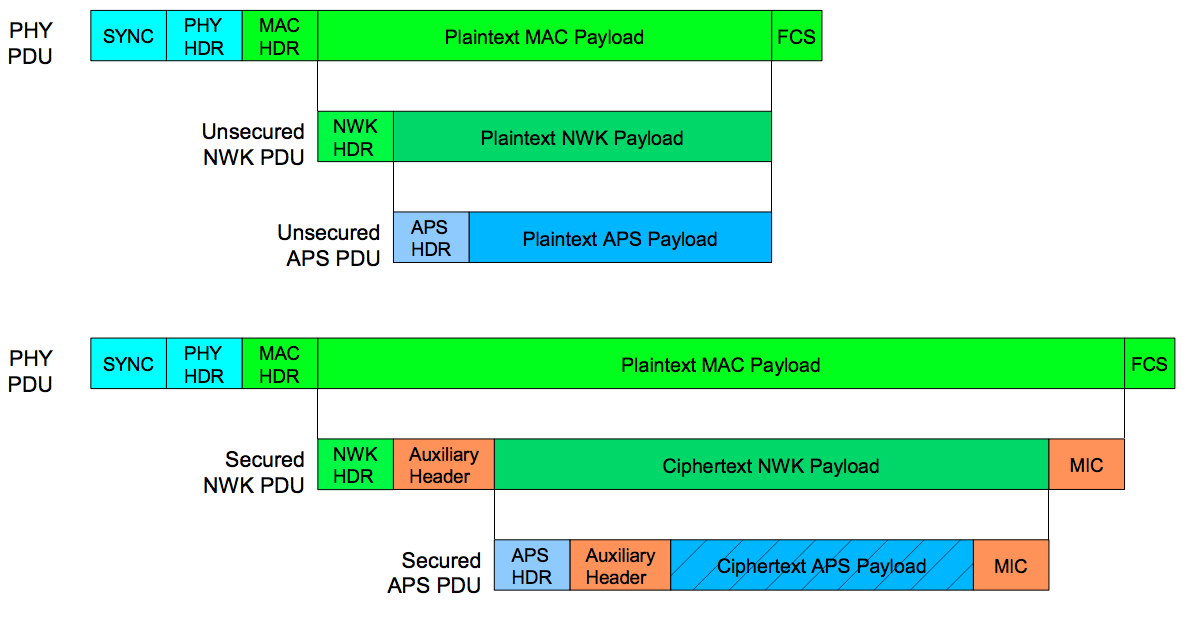 PHY
PDU
SYNC
PHY
HDR
MAC
HDR
Plaintext MAC Payload
FCS
Unsecured
NWK PDU
NWK
HDR
Plaintext NWK Payload
Unsecured
APS PDU
APS
HDR
Plaintext APS Payload
PHY
PDU
SYNC
PHY
HDR
MAC
HDR
Plaintext MAC Payload
FCS
Secured
NWK PDU
NWK
HDR
Auxiliary
Header
Ciphertext NWK Payload
MIC
Secured
APS PDU
APS
HDR
Auxiliary
Header
Ciphertext APS Payload
MIC